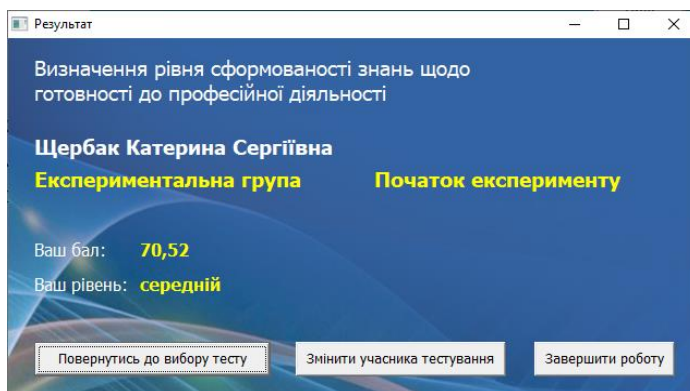 Результат
Визначення рівня сформованості знань щодо
готовності до професійної діяльності
Щербак Катерина Сергіївна
Експериментальна група Початок експерименту
Ваш бал: 70,52
Ваш рівень: середній
Повернутись до вибору тесту Змінити учасника тестування Завершити роботу